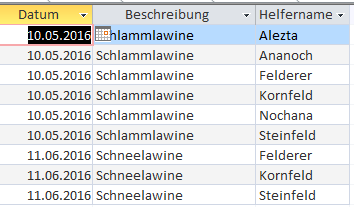 Datum Beschreibung Helfername
10.05.2016 Schlammlawine Alezta
10.05.2016 Schlammlawine Ananoch
10.05.2016 Schlammlawine Felderer
10.05.2016 Schlammlawine Kornfeld
10.05.2016 Schlammlawine Nochana
10.05.2016 Schlammlawine Steinfeld
11.06.2016 Schneelawine Felderer
11.06.2016 Schneelawine Kornfeld
11.06.2016 Schneelawine Steinfeld